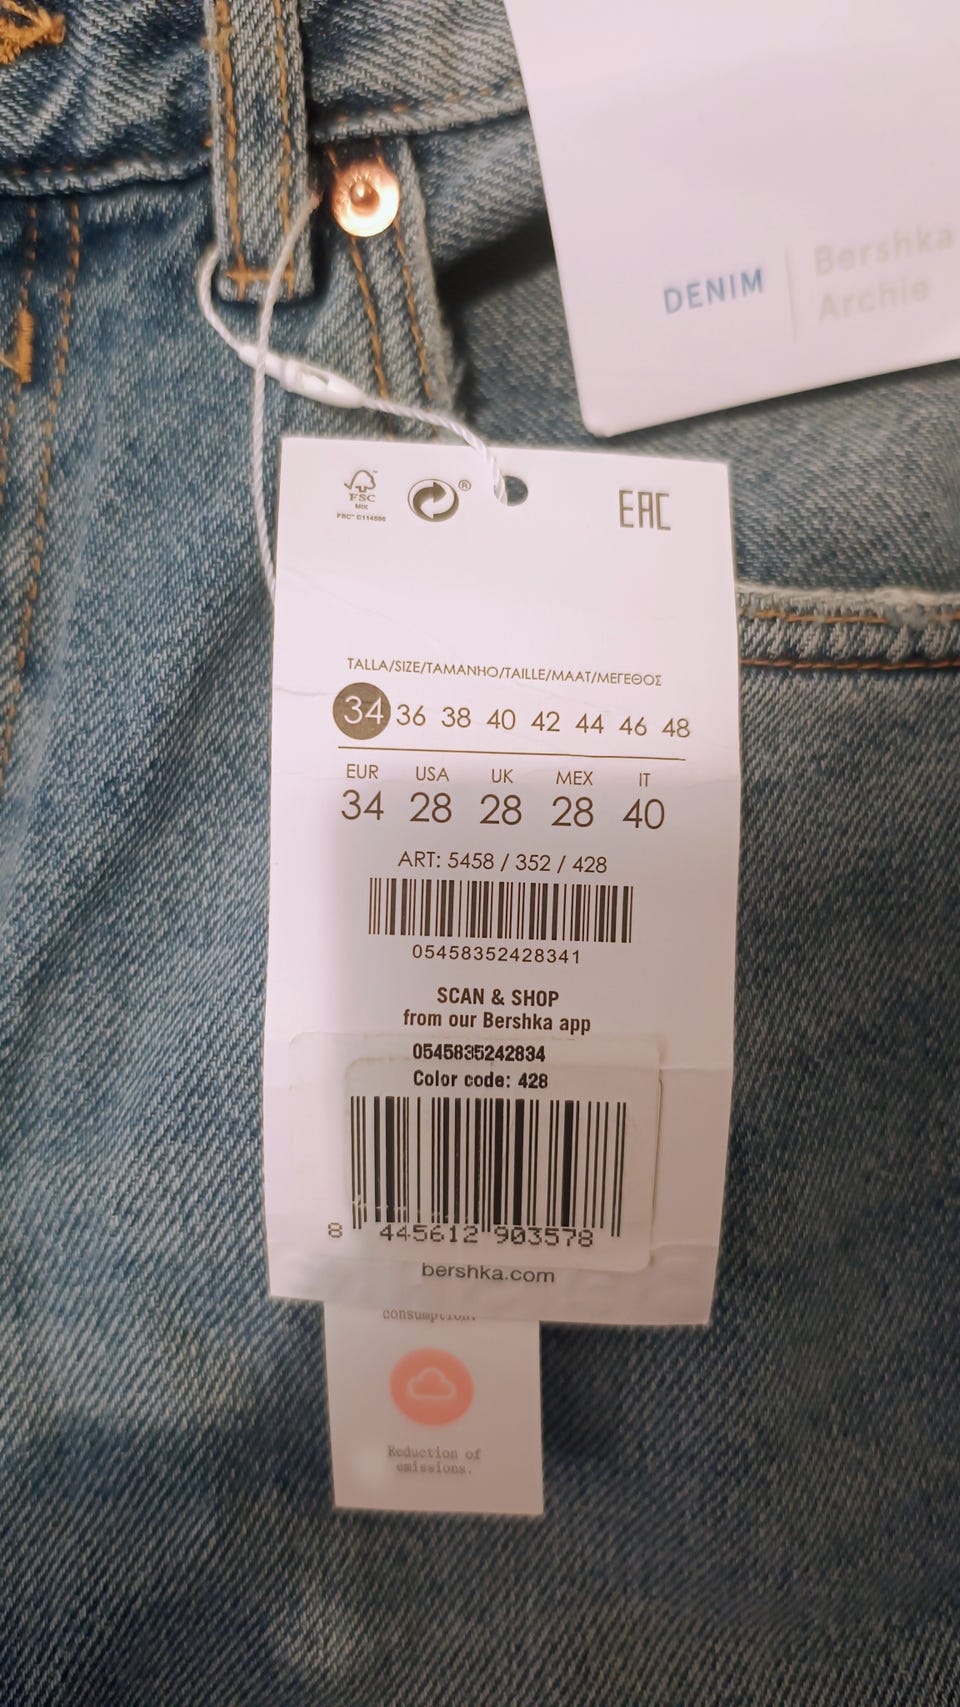 DENIM
Bershka
Archie
FSC
MIX
FSC™ C114586
®
EAC
TALLA/SIZE/TAMANHO/TAILLE/MAAT/ΜΕΓΕΘΟΣ
34 36 38 40 42 44 46 48
EUR USA UK MEX IT
34 28 28 28 40
ART: 5458 / 352 / 428
05458352428341
SCAN & SHOP
from our Bershka app
0545835242834
Color code: 428
8 445612 903578
bershka.com
consumption.
Reduction of
emissions.